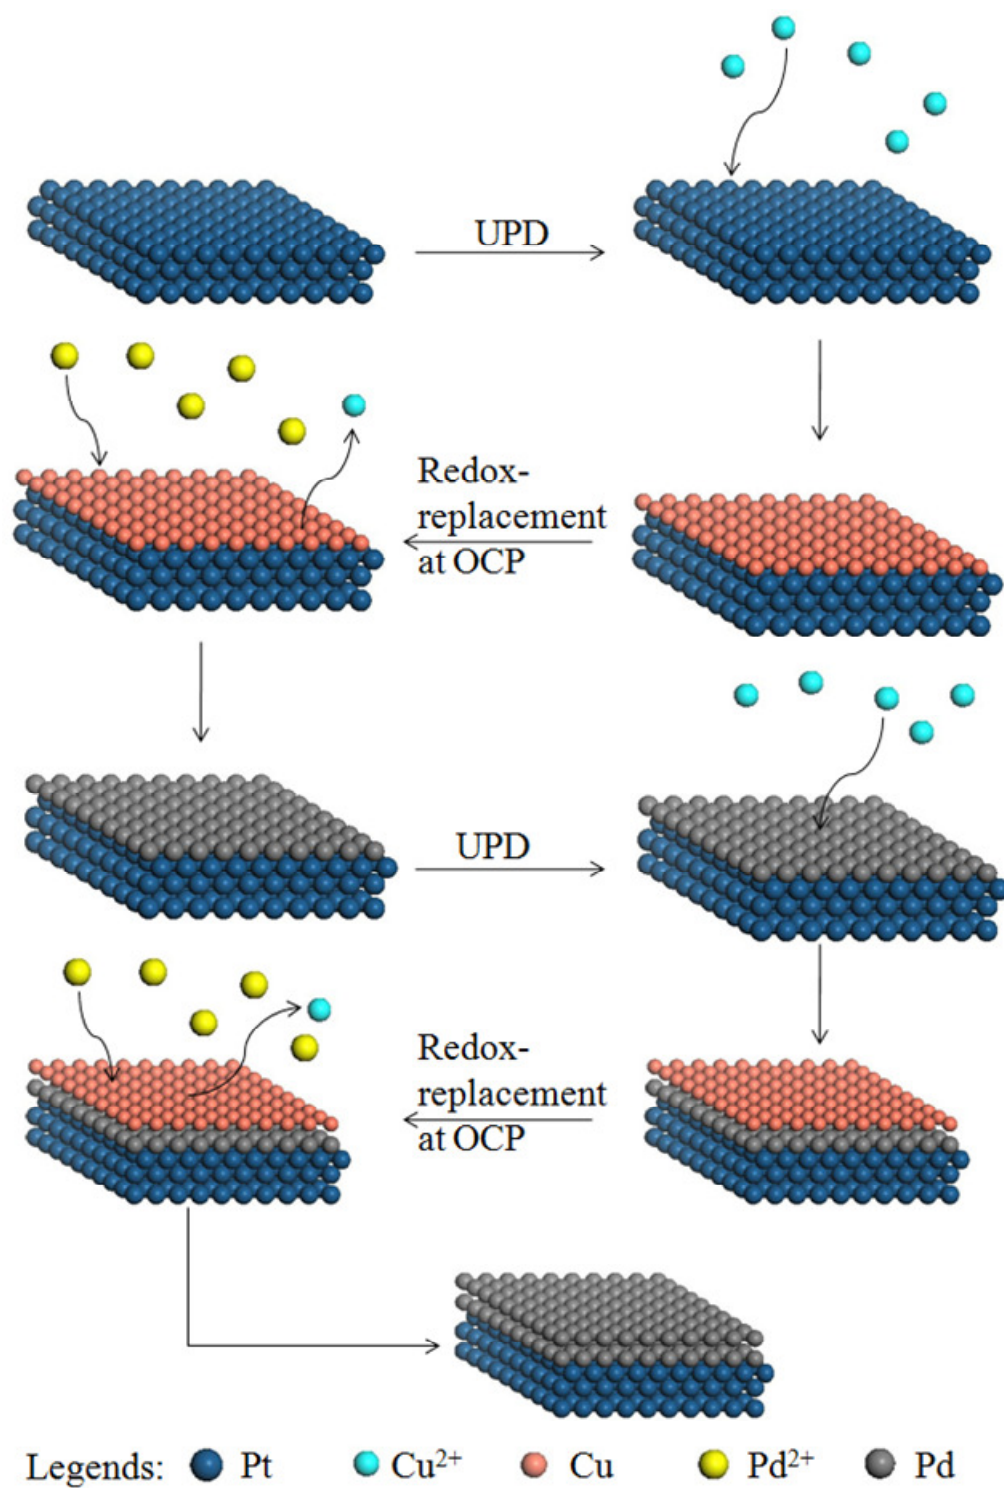 UPD
Redox-
replacement
at OCP
UPD
Redox-
replacement
at OCP
Legends: Pt Cu²⁺ Cu Pd²⁺ Pd